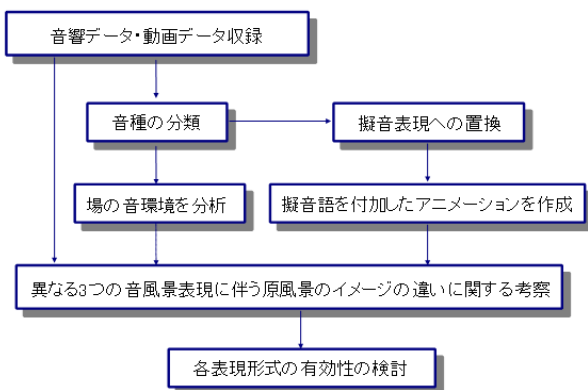 音響データ・動画データ収録
音種の分類
擬音表現への置換
場の音環境を分析
擬音語を付加したアニメーションを作成
異なる3つの音風景表現に伴う原風景のイメージの違いに関する考察
各表現形式の有効性の検討